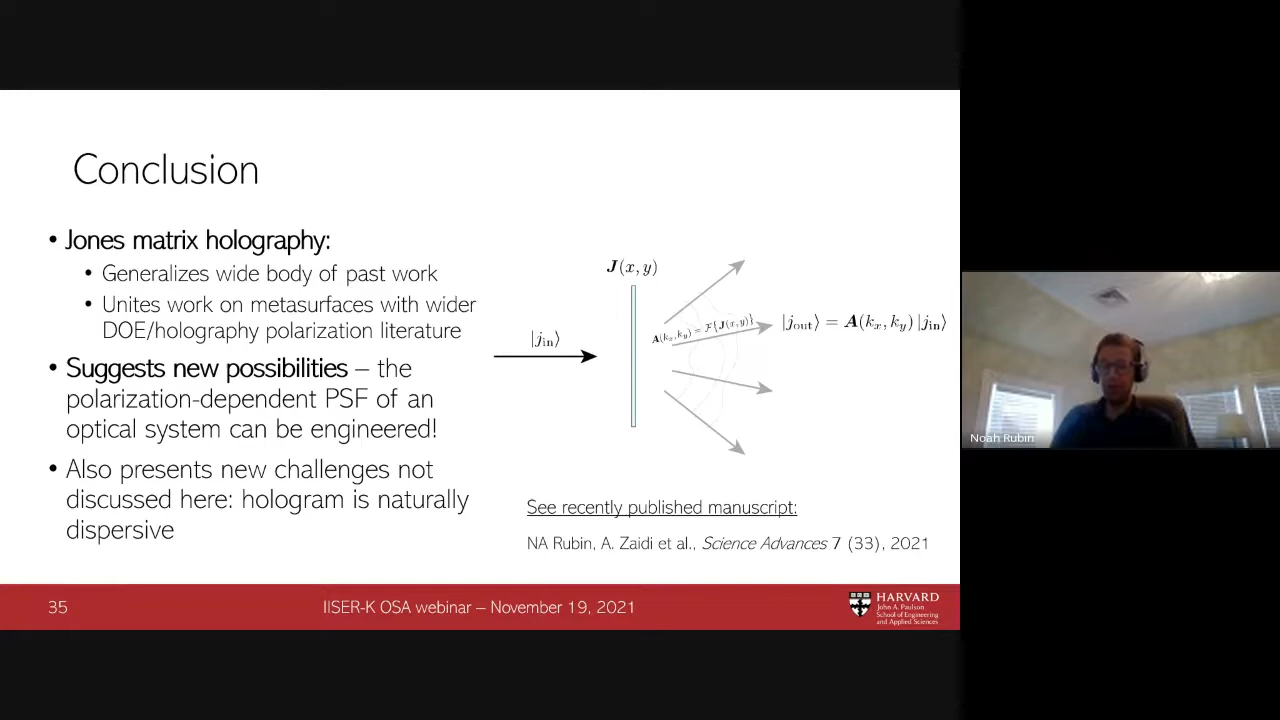 Conclusion
• Jones matrix holography:
• Generalizes wide body of past work
• Unites work on metasurfaces with wider
DOE/holography polarization literature
• Suggests new possibilities – the
polarization-dependent PSF of an
optical system can be engineered!
• Also presents new challenges not
discussed here: hologram is naturally
dispersive
J(x, y)
|j_in⟩
A(k_x, k_y) = ℱ{J(x, y)}
|j_out⟩ = A(k_x, k_y) |j_in⟩
See recently published manuscript:
NA Rubin, A. Zaidi et al., Science Advances 7 (33), 2021
35
IISER-K OSA webinar – November 19, 2021
HARVARD
John A. Paulson
School of Engineering
and Applied Sciences
Noah Rubin